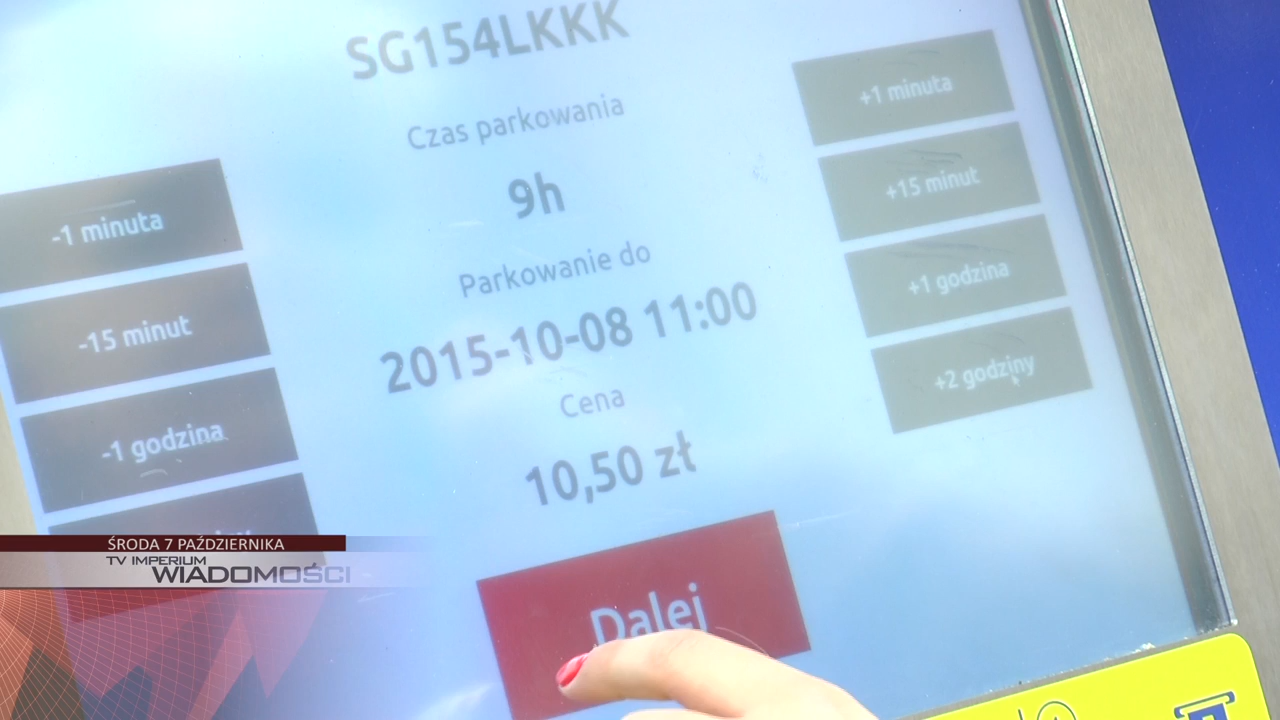 SG154LKKK
Czas parkowania
9h
Parkowanie do
2015-10-08 11:00
Cena
10,50 zł
Dalej
-1 minuta
-15 minut
-1 godzina
+1 minuta
+15 minut
+1 godzina
+2 godziny
ŚRODA 7 PAŹDZIERNIKA
TV IMPERIUM
WIADOMOŚCI